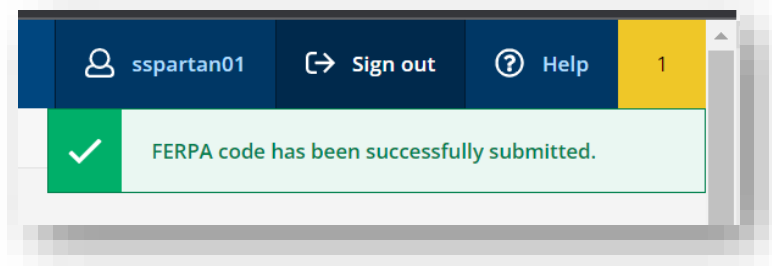 sspartan01 Sign out Help 1
FERPA code has been successfully submitted.